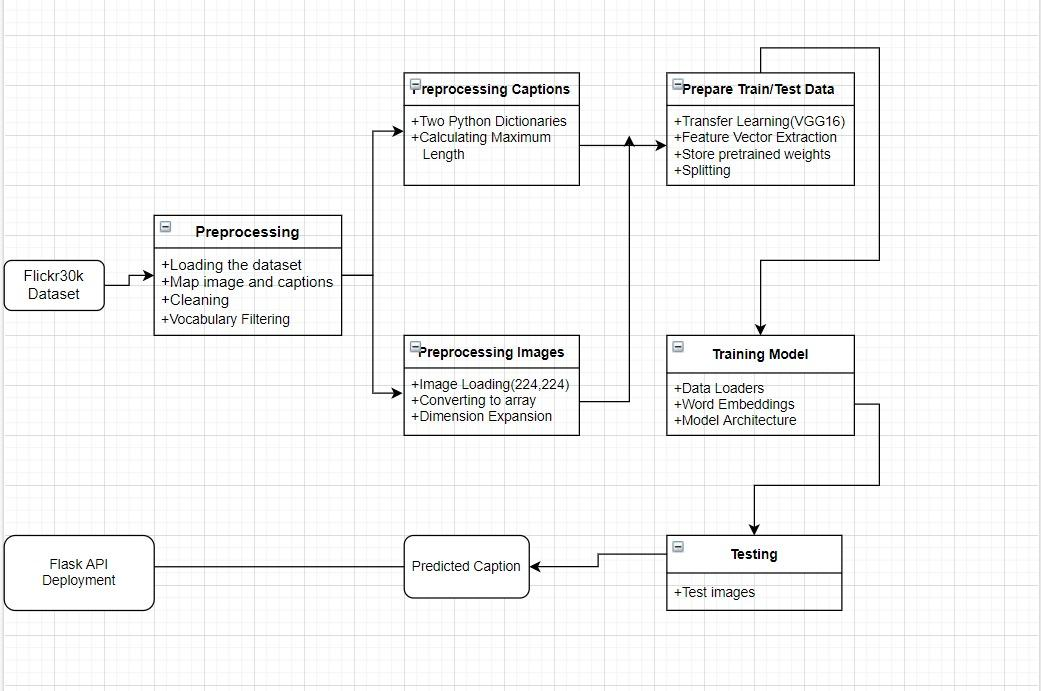 Flickr30k
Dataset
Preprocessing
+Loading the dataset
+Map image and captions
+Cleaning
+Vocabulary Filtering
Preprocessing Captions
+Two Python Dictionaries
+Calculating Maximum
Length
Preprocessing Images
+Image Loading(224,224)
+Converting to array
+Dimension Expansion
Prepare Train/Test Data
+Transfer Learning(VGG16)
+Feature Vector Extraction
+Store pretrained weights
+Splitting
Training Model
+Data Loaders
+Word Embeddings
+Model Architecture
Testing
+Test images
Predicted Caption
Flask API
Deployment